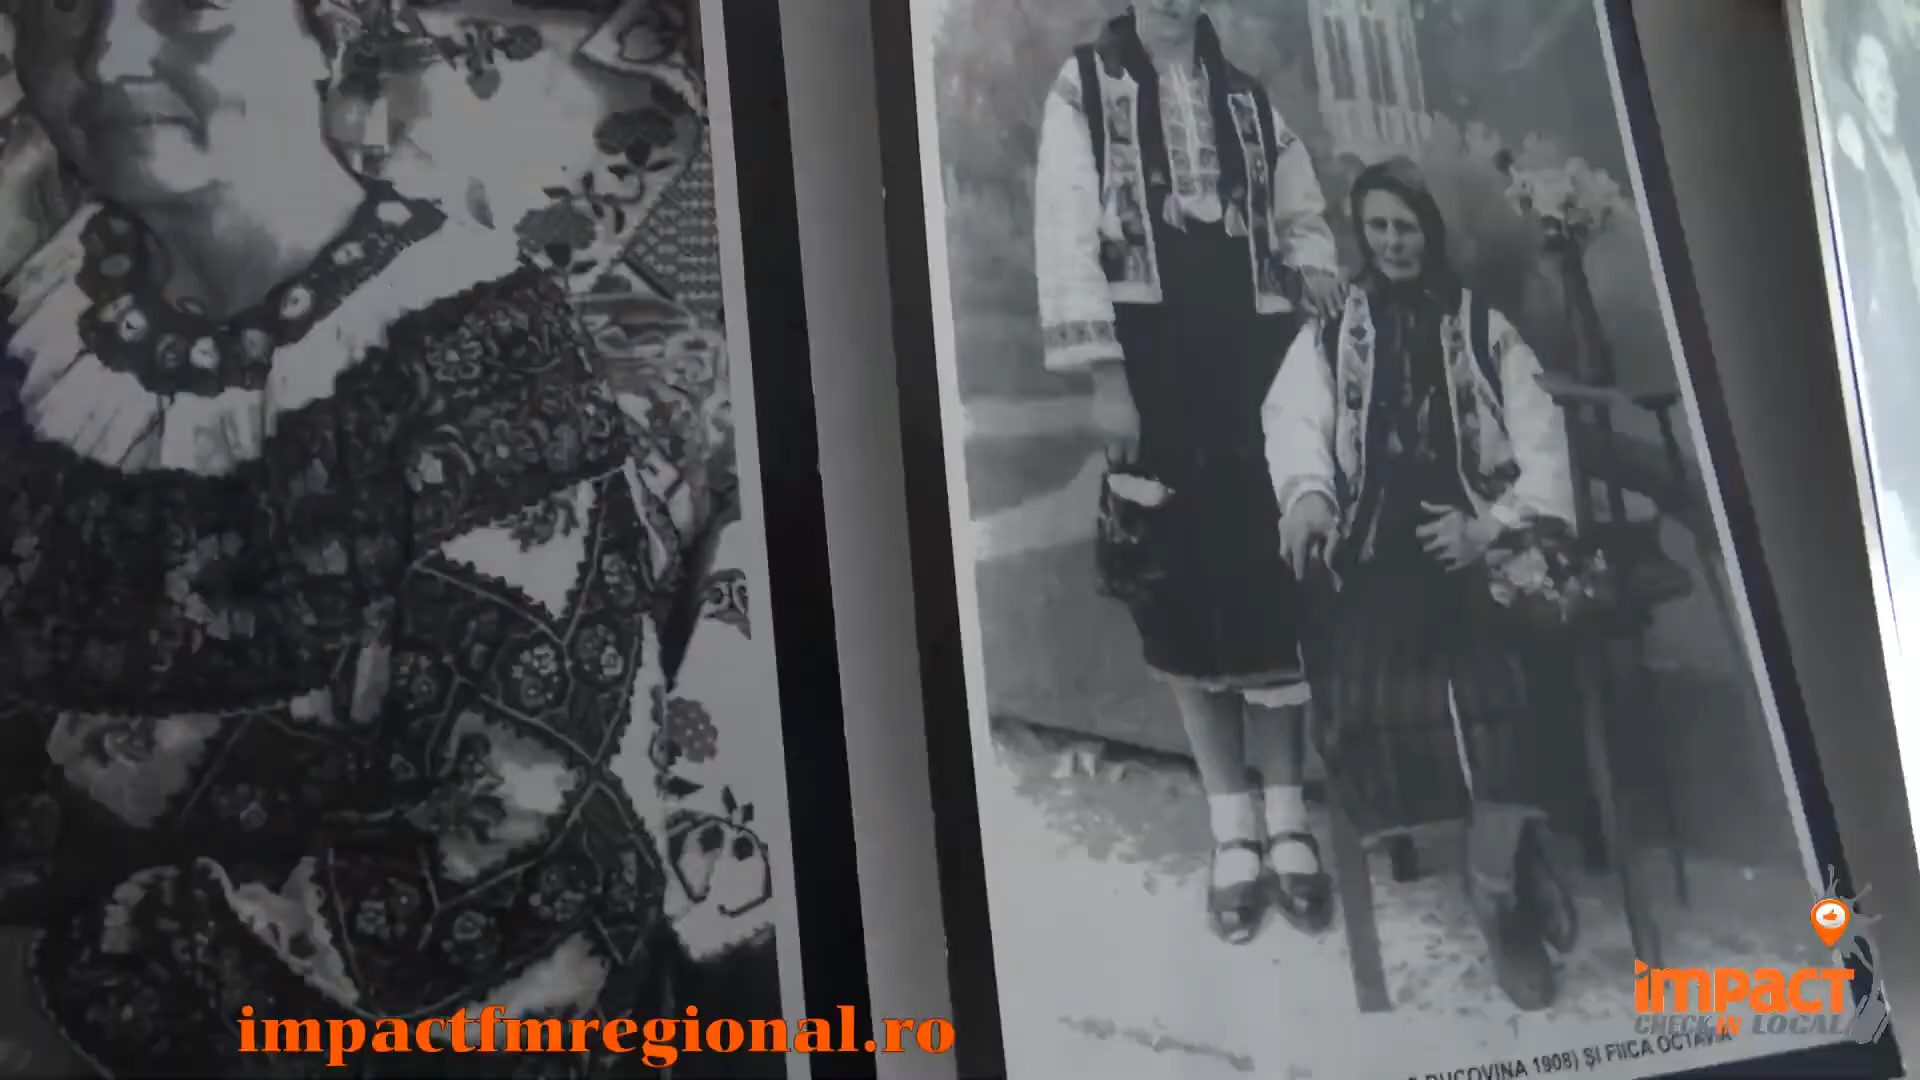 impactfmregional.ro
impact
CHECK IN LOCAL
BUCOVINA 1908) ȘI FIICA OCTAVIA